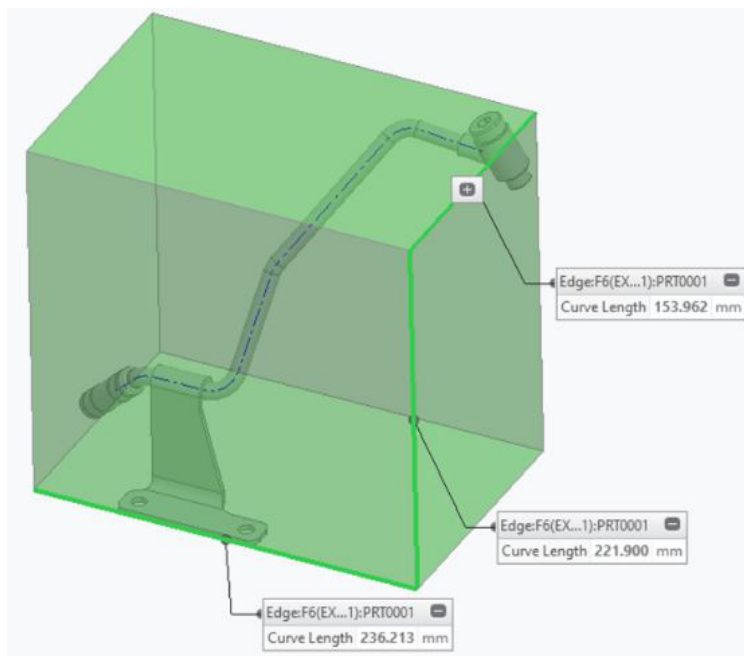 Edge:F6(EX...1):PRT0001
Curve Length 153.962 mm
Edge:F6(EX...1):PRT0001
Curve Length 221.900 mm
Edge:F6(EX...1):PRT0001
Curve Length 236.213 mm